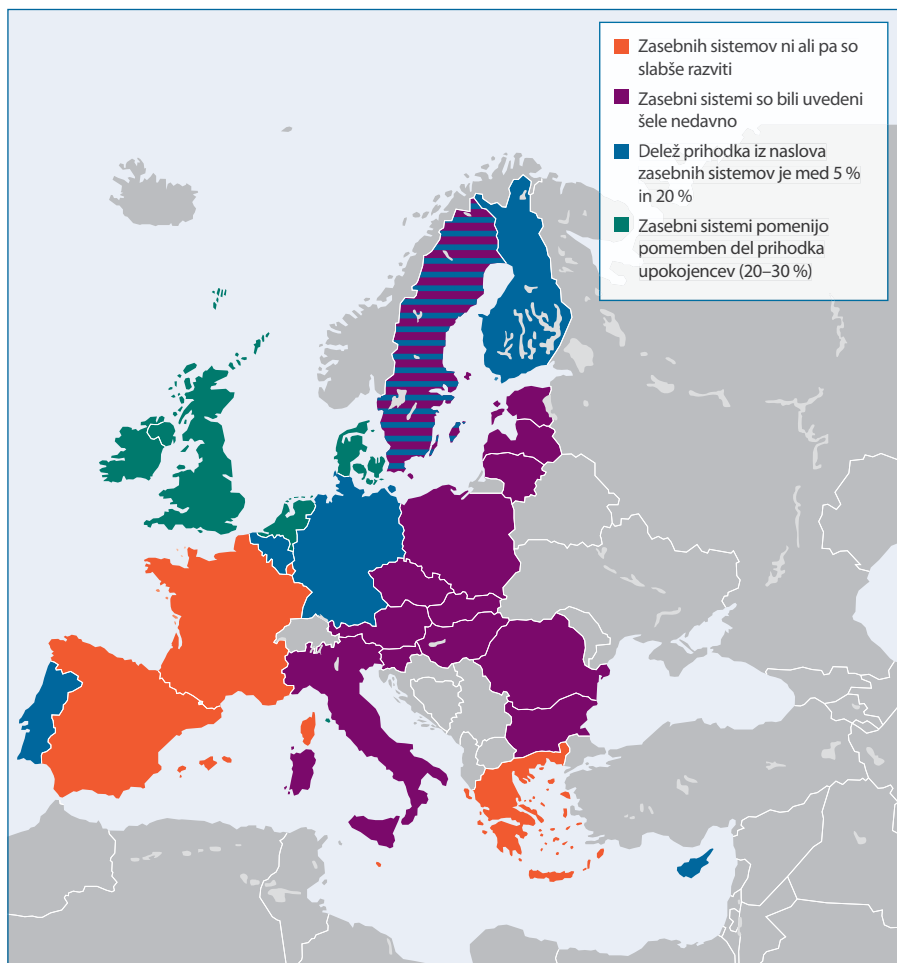 Zasebnih sistemov ni ali pa so
slabše razviti
Zasebni sistemi so bili uvedeni
šele nedavno
Delež prihodka iz naslova
zasebnih sistemov je med 5 %
in 20 %
Zasebni sistemi pomenijo
pomemben del prihodka
upokojencev (20–30 %)